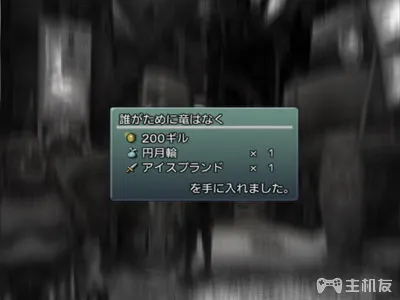 誰がために竜はなく
200ギル
円月輪 × 1
アイスブランド × 1
を手に入れました。
主机友